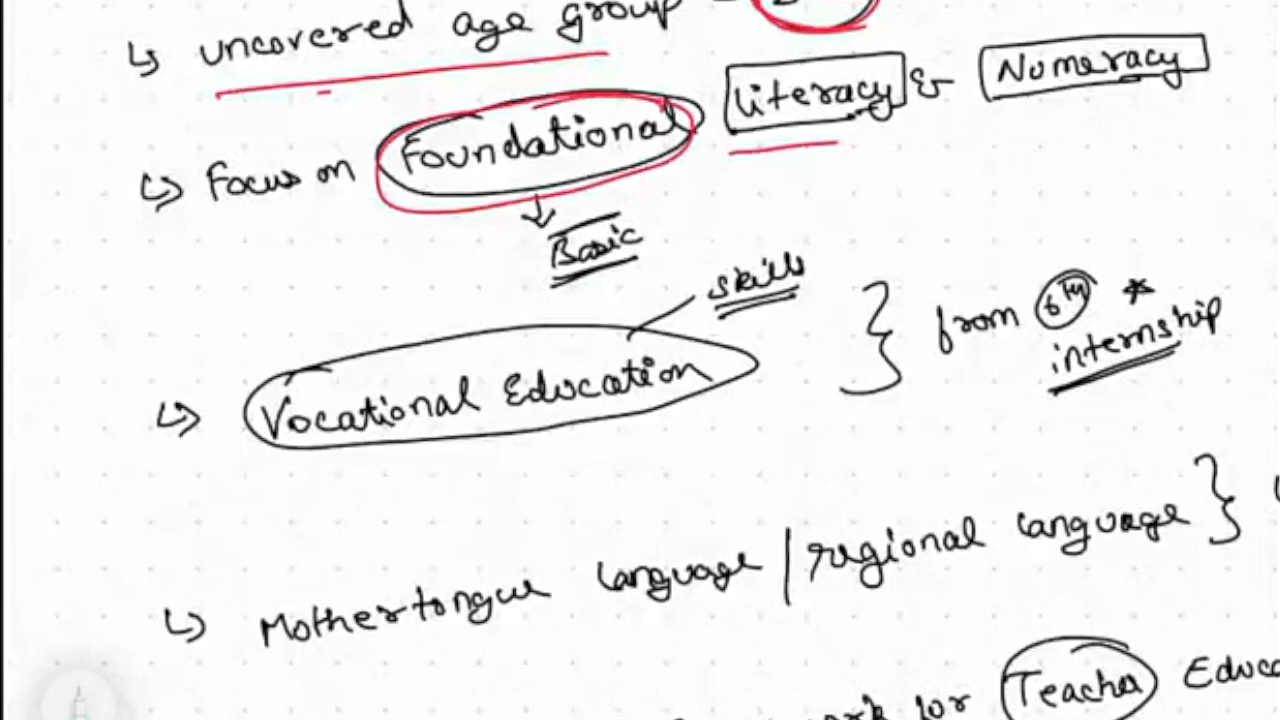 ↳ uncovered age group -
↳ Focus on Foundational Literacy & Numeracy
Basic
skills
↳ Vocational Education } from 6th *
internship
↳ Mothertongue language / regional language }
for Teacher Educa